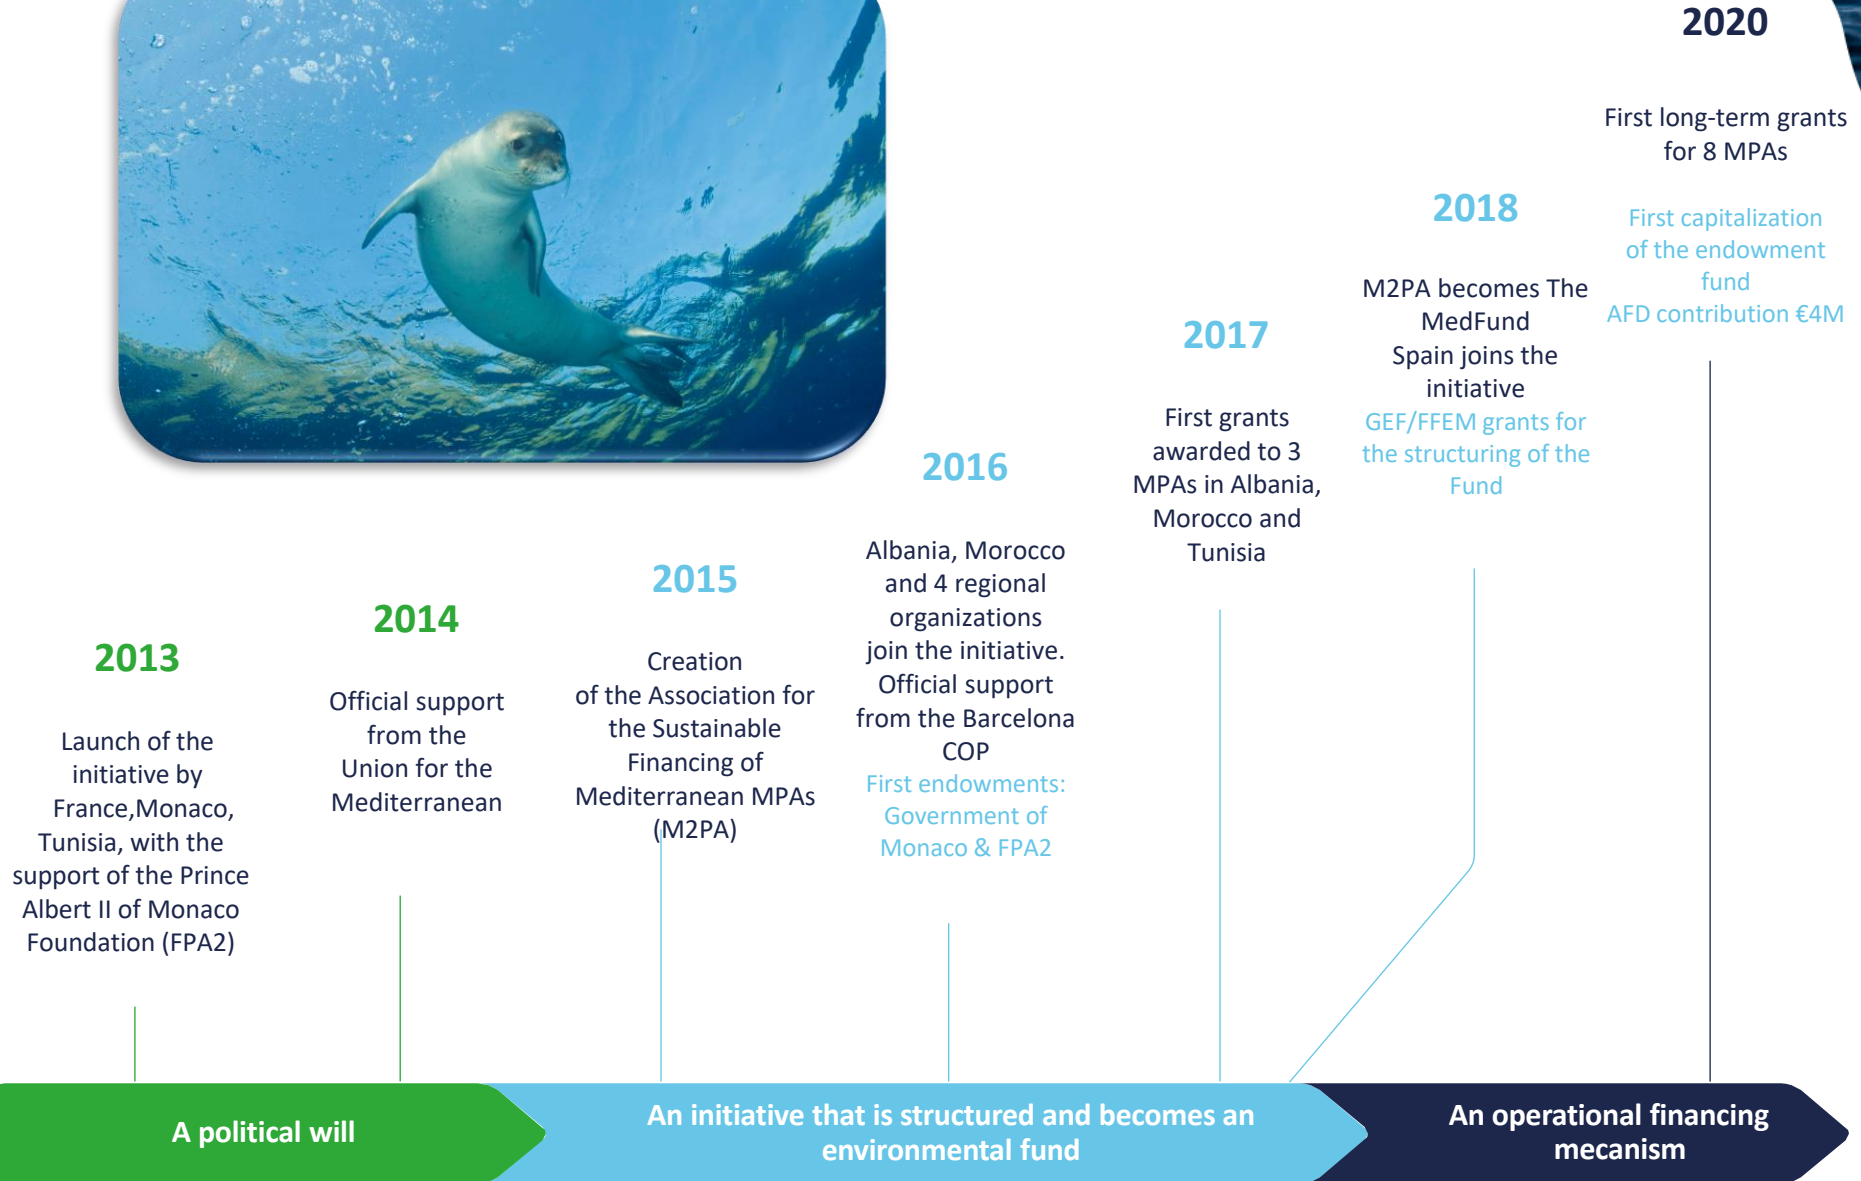 2013
Launch of the
initiative by
France,Monaco,
Tunisia, with the
support of the Prince
Albert II of Monaco
Foundation (FPA2)
2014
Official support
from the
Union for the
Mediterranean
2015
Creation
of the Association for
the Sustainable
Financing of
Mediterranean MPAs
(M2PA)
2016
Albania, Morocco
and 4 regional
organizations
join the initiative.
Official support
from the Barcelona
COP
First endowments:
Government of
Monaco & FPA2
2017
First grants
awarded to 3
MPAs in Albania,
Morocco and
Tunisia
2018
M2PA becomes The
MedFund
Spain joins the
initiative
GEF/FFEM grants for
the structuring of the
Fund
2020
First long-term grants
for 8 MPAs
First capitalization
of the endowment
fund
AFD contribution €4M
A political will
An initiative that is structured and becomes an
environmental fund
An operational financing
mecanism